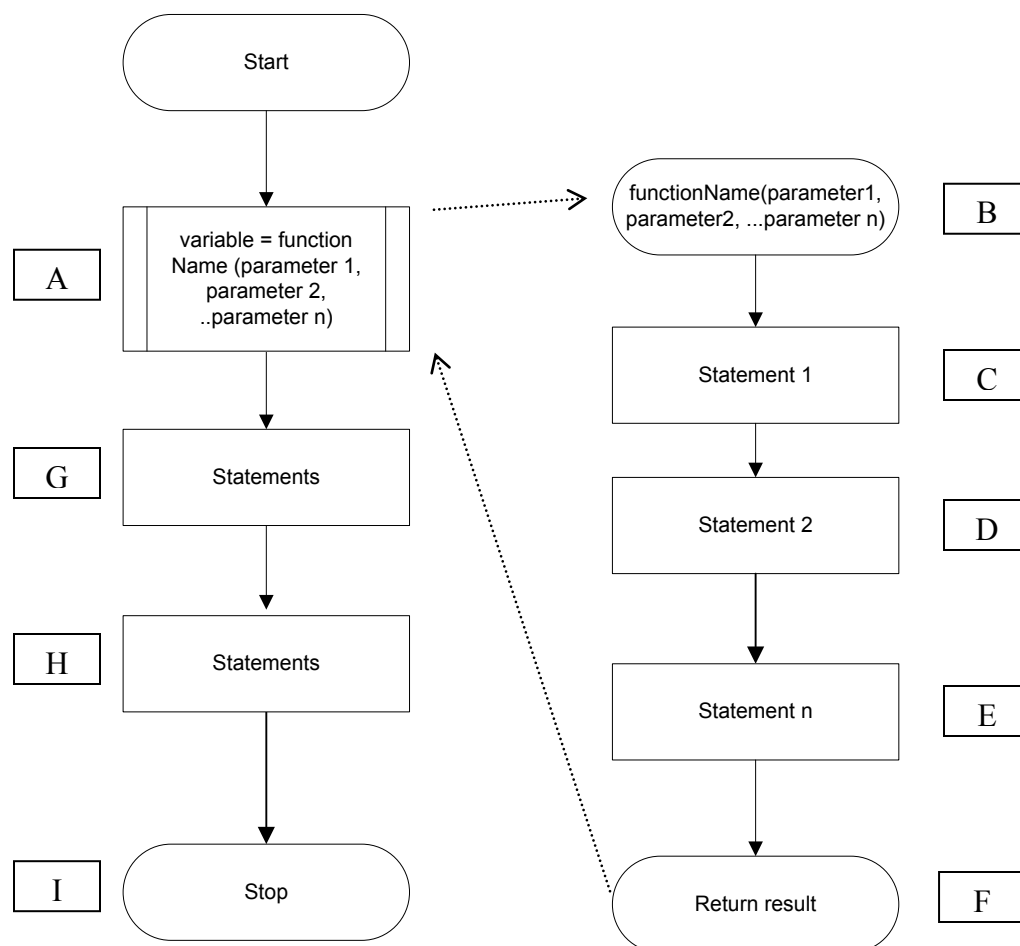 Start
A
variable = function
Name (parameter 1,
parameter 2,
..parameter n)
G
Statements
H
Statements
I
Stop
functionName(parameter1,
parameter2, ...parameter n)
B
Statement 1
C
Statement 2
D
Statement n
E
Return result
F